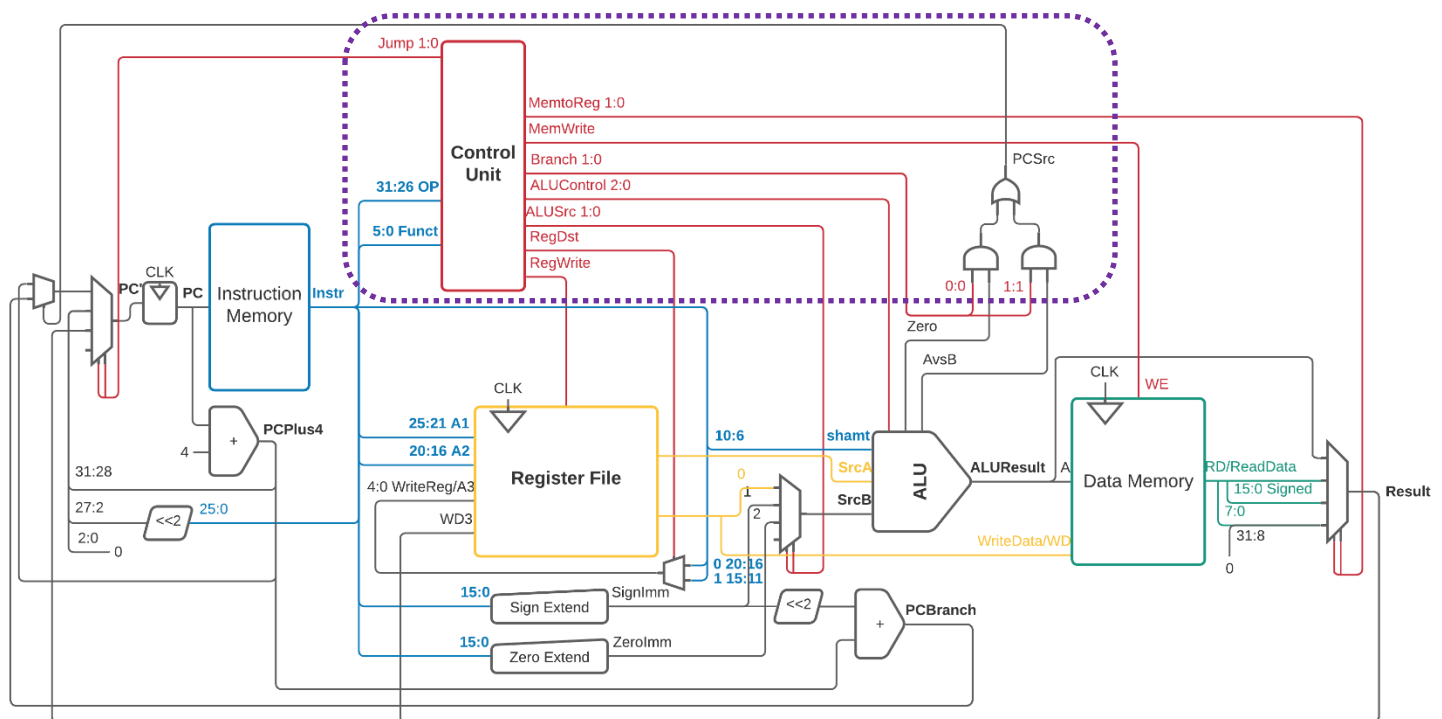 Jump 1:0
MemtoReg 1:0
MemWrite
Branch 1:0
ALUControl 2:0
ALUSrc 1:0
RegDst
RegWrite
Control
Unit
PCSrc
31:26 OP
5:0 Funct
0:0
1:1
CLK
PC'
PC
Instruction
Memory
Instr
Zero
AvsB
CLK
WE
CLK
PCPlus4
+
4
25:21 A1
20:16 A2
10:6
shamt
31:28
4:0 WriteReg/A3
Register File
0
1
2
SrcA
SrcB
ALU
ALUResult
A
Data Memory
RD/ReadData
15:0 Signed
7:0
31:8
0
Result
27:2
<<2
25:0
WD3
2:0
0
WriteData/WD
0 20:16
1 15:11
15:0
Sign Extend
SignImm
<<2
+
PCBranch
15:0
Zero Extend
ZeroImm